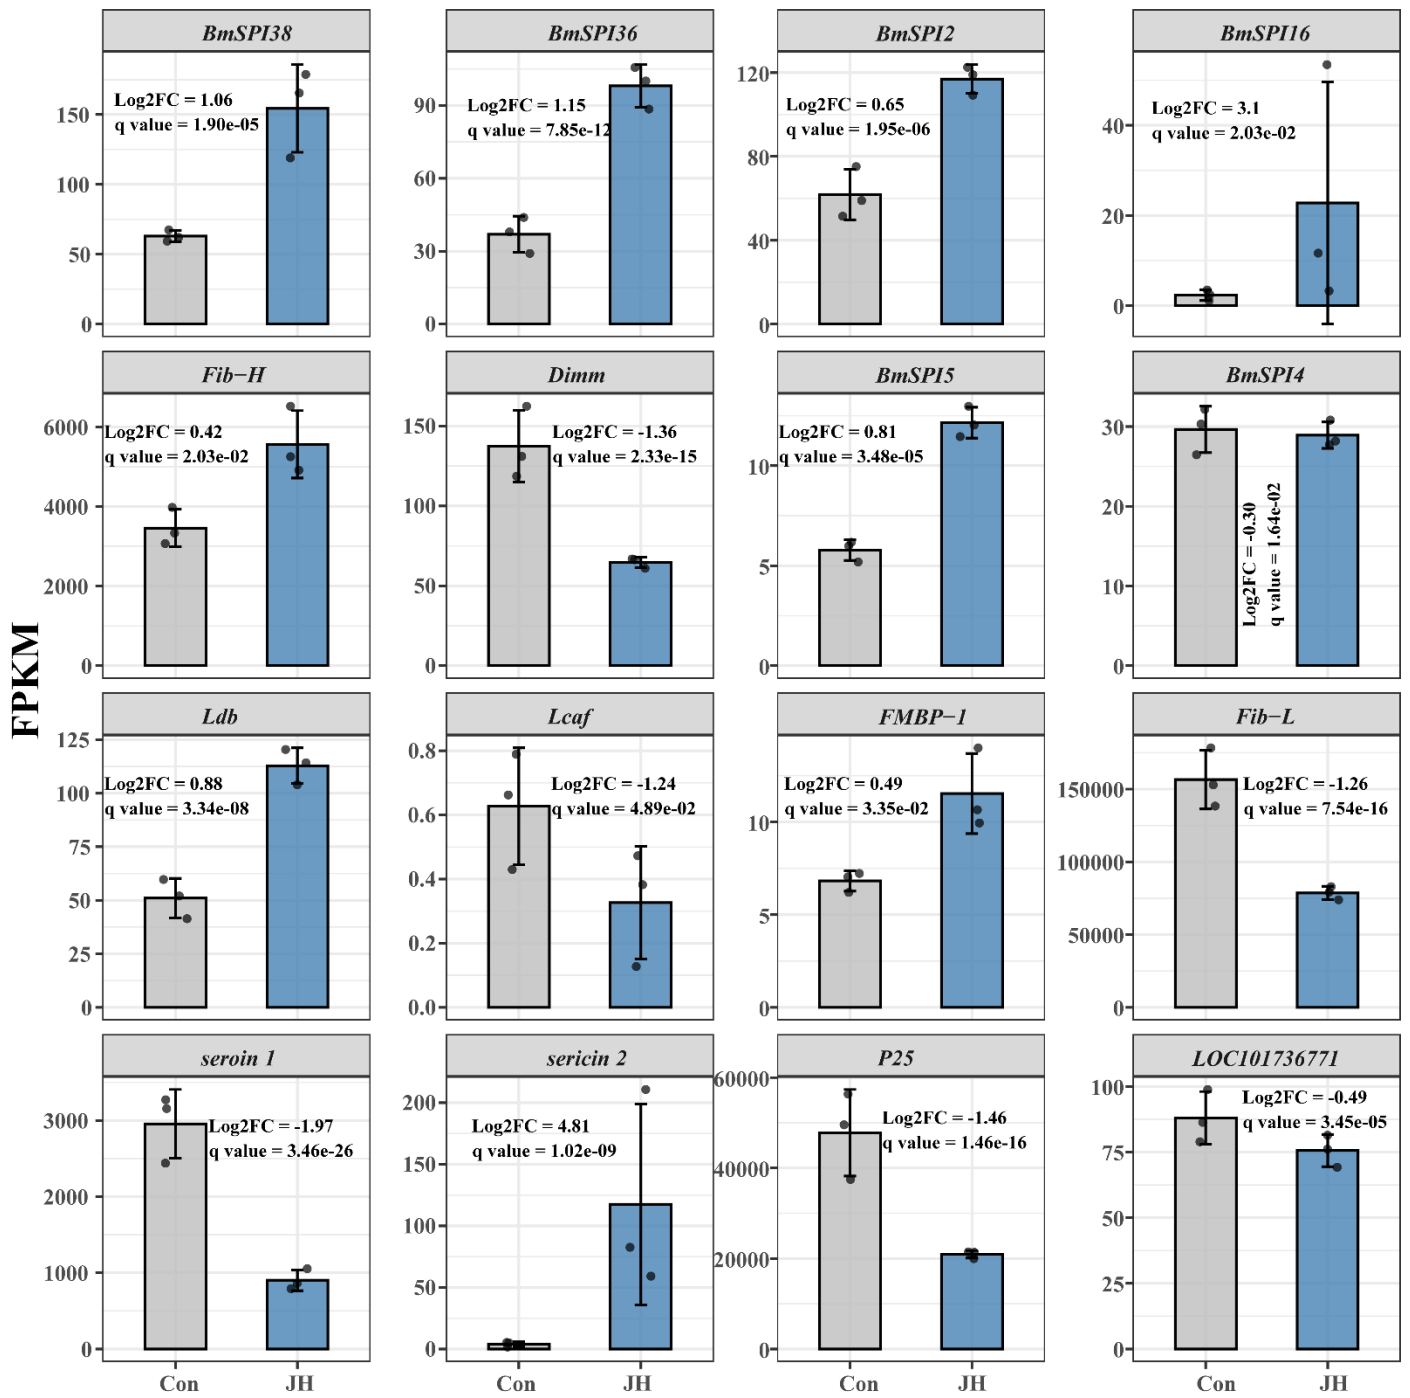 BmSPI38
BmSPI36
BmSPI2
BmSPI16
150
100
50
0
Log2FC = 1.06
q value = 1.90e-05
90
60
30
0
Log2FC = 1.15
q value = 7.85e-12
120
80
40
0
Log2FC = 0.65
q value = 1.95e-06
40
20
0
Log2FC = 3.1
q value = 2.03e-02
Fib−H
Dimm
BmSPI5
BmSPI4
6000
4000
2000
0
Log2FC = 0.42
q value = 2.03e-02
150
100
50
0
Log2FC = -1.36
q value = 2.33e-15
10
5
0
Log2FC = 0.81
q value = 3.48e-05
30
20
10
0
Log2FC = -0.30
q value = 1.64e-02
FPKM
Ldb
Lcaf
FMBP−1
Fib−L
125
100
75
50
25
0
Log2FC = 0.88
q value = 3.34e-08
0.8
0.6
0.4
0.2
0.0
Log2FC = -1.24
q value = 4.89e-02
10
5
0
Log2FC = 0.49
q value = 3.35e-02
150000
100000
50000
0
Log2FC = -1.26
q value = 7.54e-16
seroin 1
sericin 2
P25
LOC101736771
3000
2000
1000
0
Log2FC = -1.97
q value = 3.46e-26
200
150
100
50
0
Log2FC = 4.81
q value = 1.02e-09
60000
40000
20000
0
Log2FC = -1.46
q value = 1.46e-16
100
75
50
25
0
Log2FC = -0.49
q value = 3.45e-05
Con JH
Con JH
Con JH
Con JH